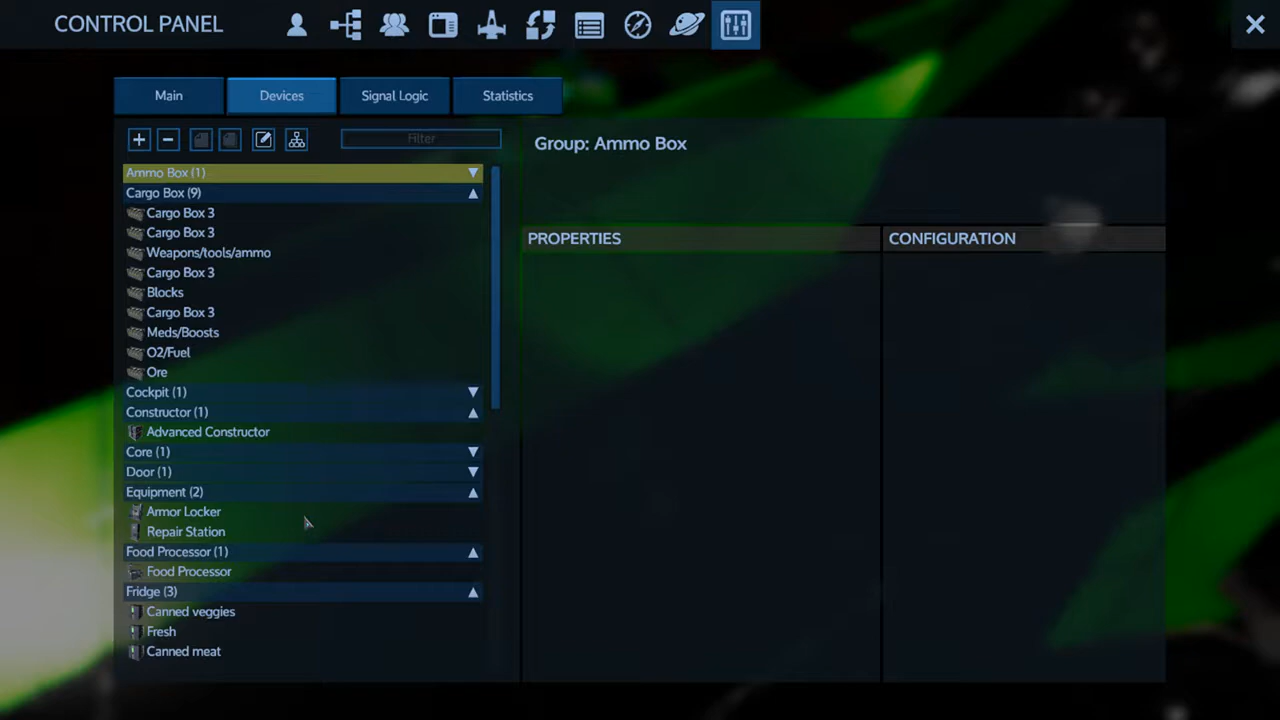 CONTROL PANEL
Main
Devices
Signal Logic
Statistics
Filter
Ammo Box (1)
Cargo Box (9)
Cargo Box 3
Cargo Box 3
Weapons/tools/ammo
Cargo Box 3
Blocks
Cargo Box 3
Meds/Boosts
O2/Fuel
Ore
Cockpit (1)
Constructor (1)
Advanced Constructor
Core (1)
Door (1)
Equipment (2)
Armor Locker
Repair Station
Food Processor (1)
Food Processor
Fridge (3)
Canned veggies
Fresh
Canned meat
Group: Ammo Box
PROPERTIES
CONFIGURATION